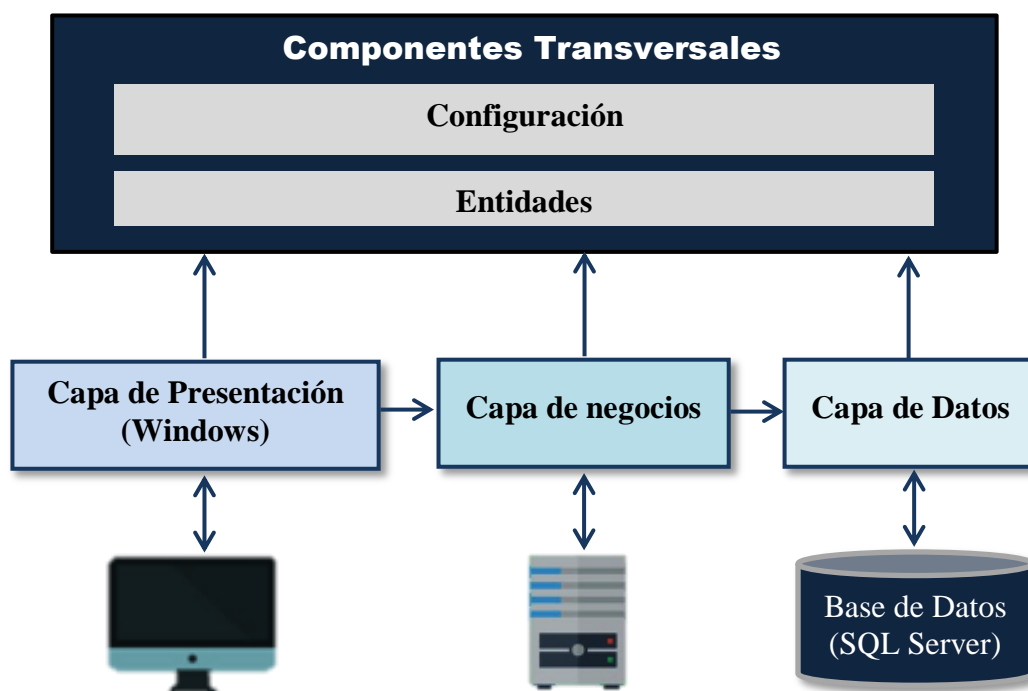 Componentes Transversales
Configuración
Entidades
Capa de Presentación
(Windows)
Capa de negocios
Capa de Datos
Base de Datos
(SQL Server)